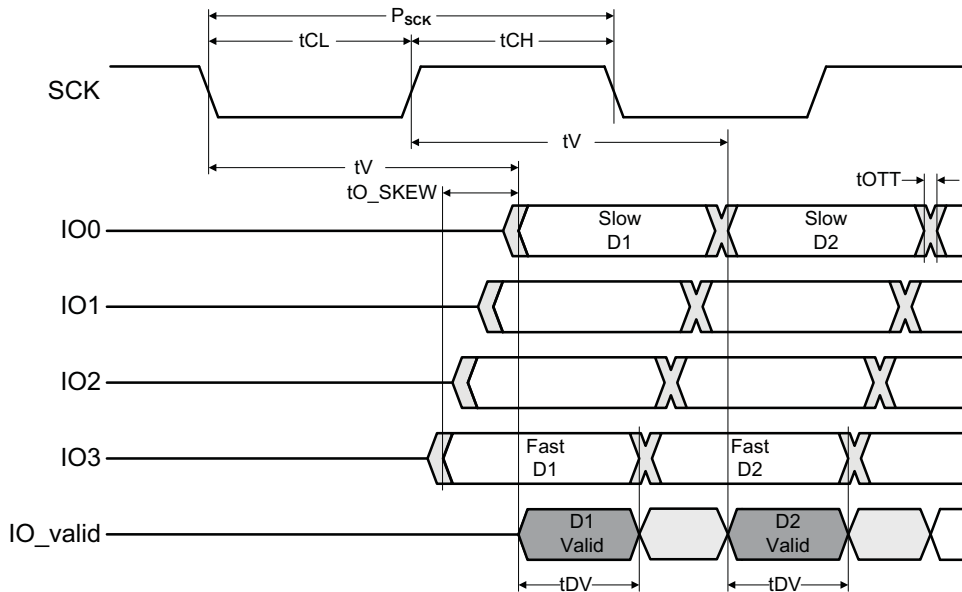 P_SCK
tCL
tCH
SCK
tV
tV
tO_SKEW
tOTT
IO0
Slow
D1
Slow
D2
IO1
IO2
IO3
Fast
D1
Fast
D2
IO_valid
D1
Valid
D2
Valid
tDV
tDV